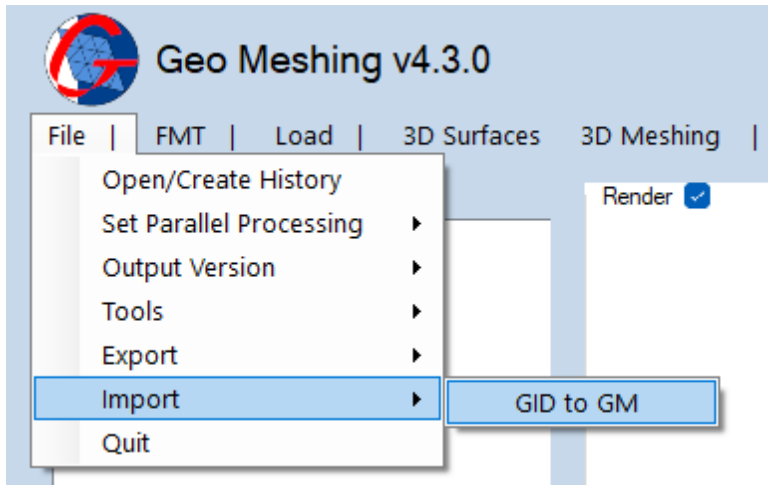 Geo Meshing v4.3.0
File | FMT | Load | 3D Surfaces 3D Meshing |
Open/Create History
Render
Set Parallel Processing
Output Version
Tools
Export
Import
GID to GM
Quit